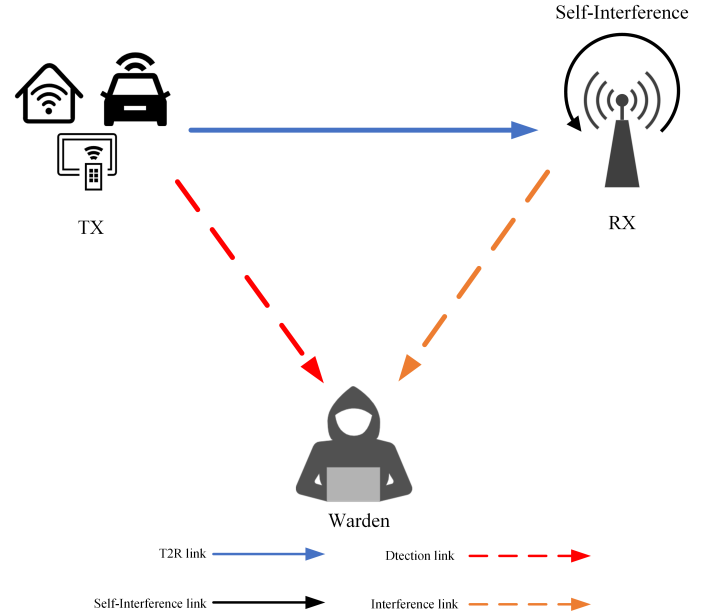 Self-Interference
TX
RX
Warden
T2R link
Dtection link
Self-Interference link
Interference link